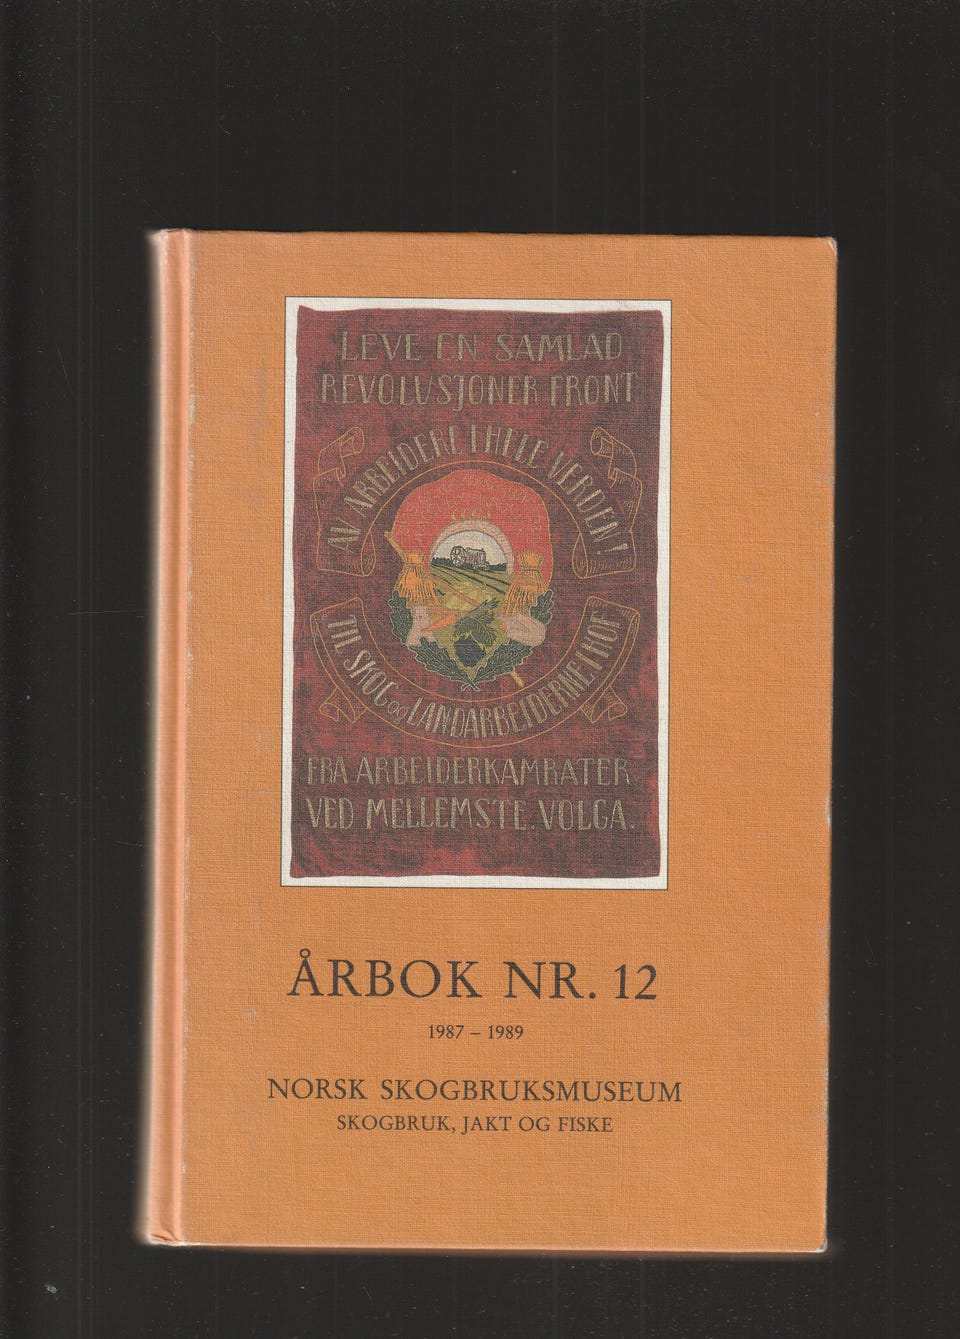 LEVE EN SAMLAD
REVOLUSJONER FRONT
AV ARBEIDERE I HELE VERDEN!
TIL SKOG og LANDARBEIDERNE I HOF
FRA ARBEIDERKAMRATER
VED MELLEMSTE. VOLGA.
ÅRBOK NR. 12
1987 – 1989
NORSK SKOGBRUKSMUSEUM
SKOGBRUK, JAKT OG FISKE